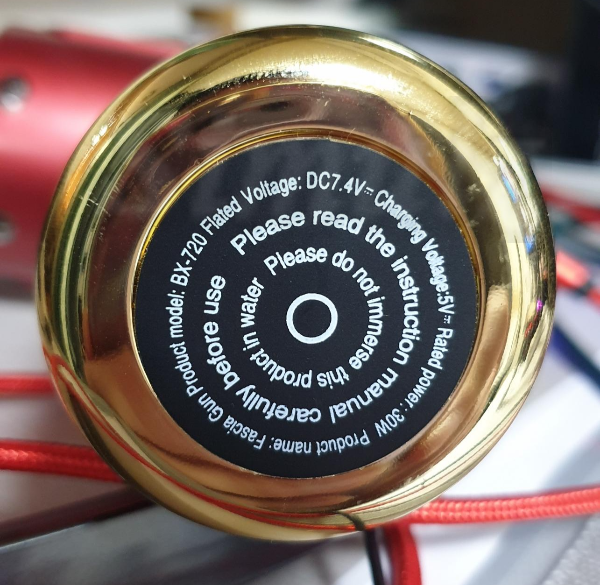 Product name: Fascia Gun Product model: BX-720 Flated Voltage: DC7.4V⎓ Charging Voltage:5V⎓ Rated power :30W
Please read the instruction manual carefully before use
Please do not immerse this product in water